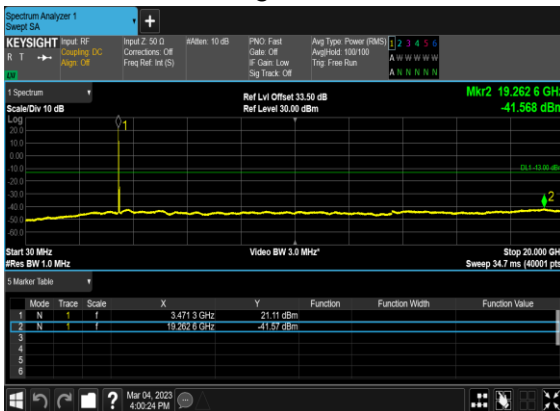 Spectrum Analyzer 1
Swept SA
+
KEYSIGHT Input: RF Input Z: 50 Ω #Atten: 10 dB PNO: Fast Avg Type: Power (RMS) 1 2 3 4 5 6
R T Coupling: DC Corrections: Off Gate: Off Avg|Hold: 100/100 A W W W W W
Align: Off Freq Ref: Int (S) IF Gain: Low Trig: Free Run
LV Sig Track: Off A N N N N N
1 Spectrum Ref Lvl Offset 33.50 dB Mkr2 19.262 6 GHz
Scale/Div 10 dB Ref Level 30.00 dBm -41.568 dBm
Log
20.0 1
10.0
0.00
-10.0 DL1 -13.00 dBm
-20.0
-30.0 2
-40.0
-50.0
-60.0
Start 30 MHz Video BW 3.0 MHz* Stop 20.000 GH
#Res BW 1.0 MHz Sweep 34.7 ms (40001 pts
5 Marker Table
Mode Trace Scale X Y Function Function Width Function Value
1 N 1 f 3.471 3 GHz 21.11 dBm
2 N 1 f 19.262 6 GHz -41.57 dBm
3
4
5
6
? Mar 04, 2023
4:00:24 PM